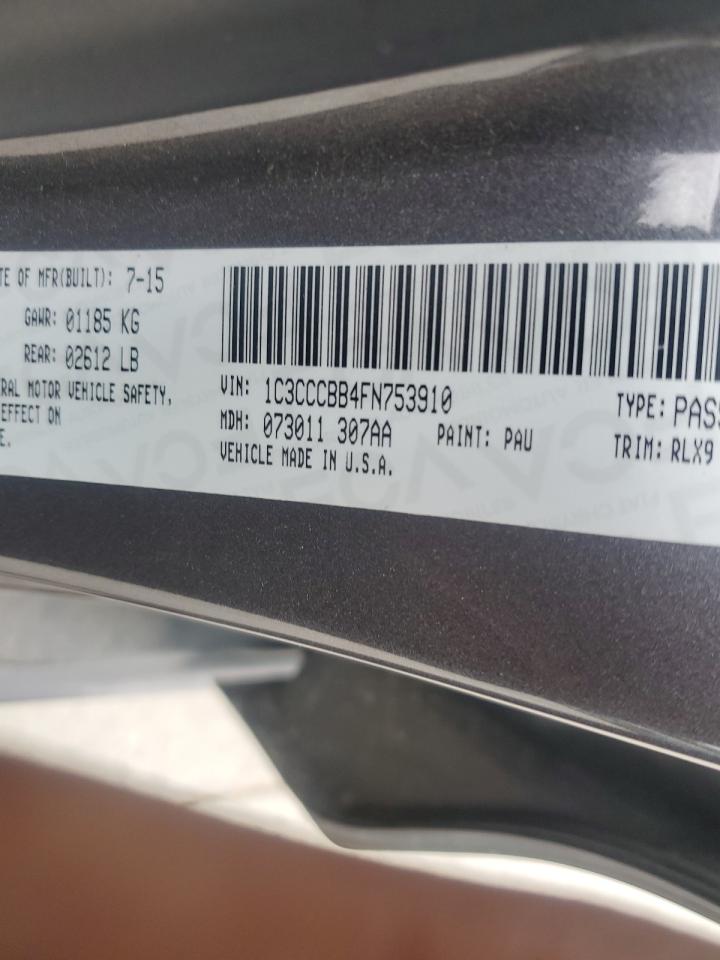 TE OF MFR(BUILT): 7-15
GAWR: 01185 KG
REAR: 02612 LB
RAL MOTOR VEHICLE SAFETY,
EFFECT ON
E.
VIN: 1C3CCCBB4FN753910
TYPE: PASS
MDH: 073011 307AA PAINT: PAU
TRIM: RLX9
VEHICLE MADE IN U.S.A.